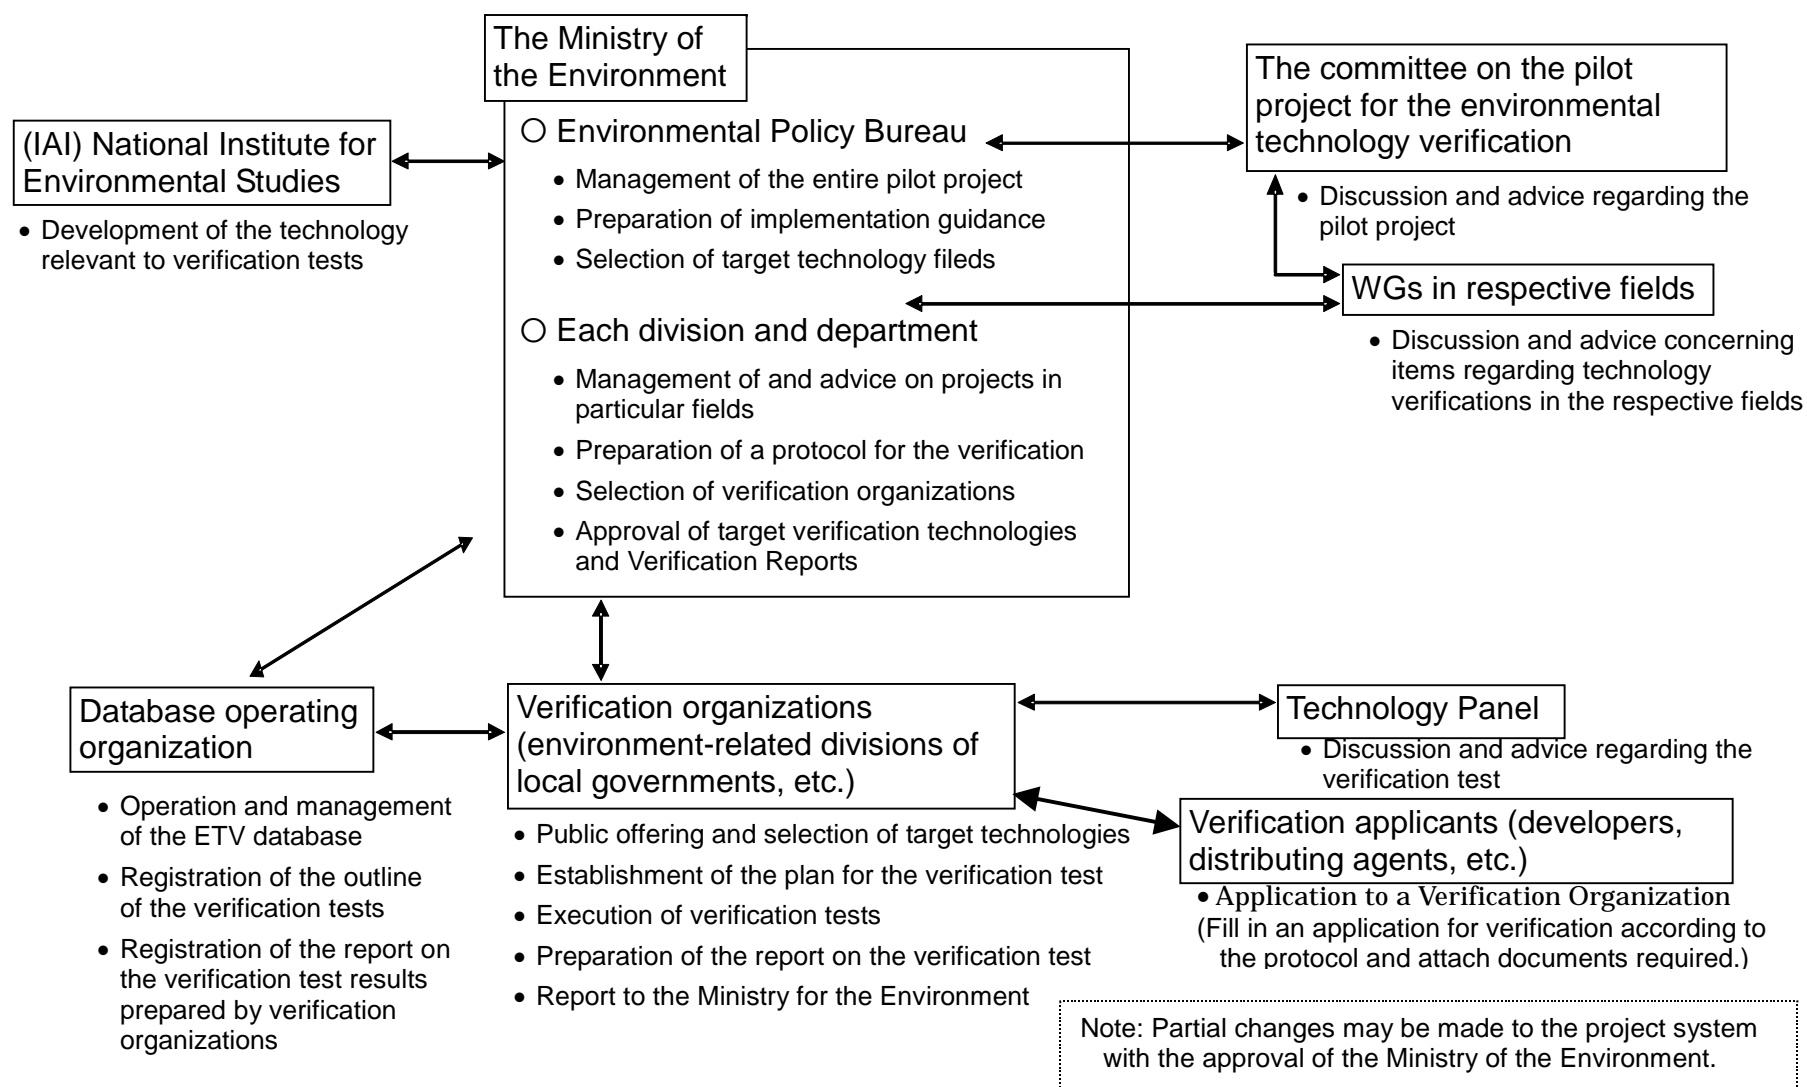 The Ministry of
the Environment
○ Environmental Policy Bureau
• Management of the entire pilot project
• Preparation of implementation guidance
• Selection of target technology fileds
○ Each division and department
• Management of and advice on projects in
particular fields
• Preparation of a protocol for the verification
• Selection of verification organizations
• Approval of target verification technologies
and Verification Reports
(IAI) National Institute for
Environmental Studies
• Development of the technology
relevant to verification tests
The committee on the pilot
project for the environmental
technology verification
• Discussion and advice regarding the
pilot project
WGs in respective fields
• Discussion and advice concerning
items regarding technology
verifications in the respective fields
Database operating
organization
• Operation and management
of the ETV database
• Registration of the outline
of the verification tests
• Registration of the report on
the verification test results
prepared by verification
organizations
Verification organizations
(environment-related divisions of
local governments, etc.)
• Public offering and selection of target technologies
• Establishment of the plan for the verification test
• Execution of verification tests
• Preparation of the report on the verification test
• Report to the Ministry for the Environment
Technology Panel
• Discussion and advice regarding the
verification test
Verification applicants (developers,
distributing agents, etc.)
• Application to a Verification Organization
(Fill in an application for verification according to
the protocol and attach documents required.)
Note: Partial changes may be made to the project system
with the approval of the Ministry of the Environment.